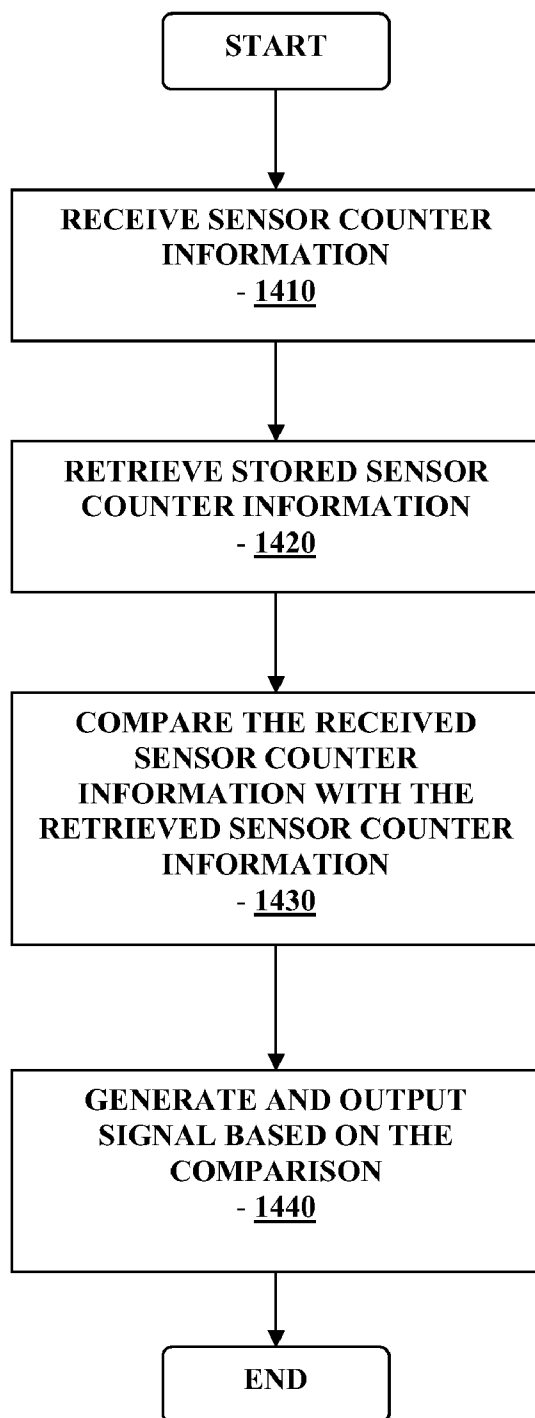 START
RECEIVE SENSOR COUNTER
INFORMATION
- 1410
RETRIEVE STORED SENSOR
COUNTER INFORMATION
- 1420
COMPARE THE RECEIVED
SENSOR COUNTER
INFORMATION WITH THE
RETRIEVED SENSOR COUNTER
INFORMATION
- 1430
GENERATE AND OUTPUT
SIGNAL BASED ON THE
COMPARISON
- 1440
END